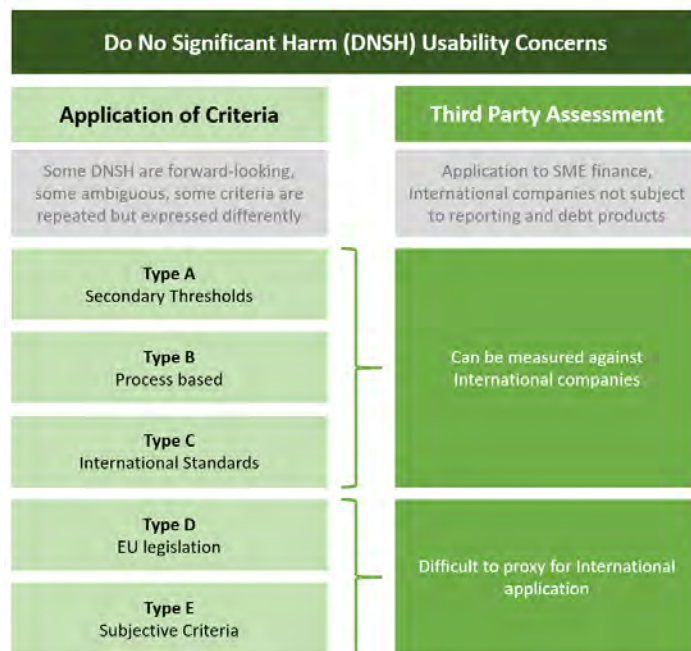 Do No Significant Harm (DNSH) Usability Concerns
Application of Criteria
Third Party Assessment
Some DNSH are forward-looking,
some ambiguous, some criteria are
repeated but expressed differently
Application to SME finance,
International companies not subject
to reporting and debt products
Type A
Secondary Thresholds
Type B
Process based
Type C
International Standards
Can be measured against
International companies
Type D
EU legislation
Type E
Subjective Criteria
Difficult to proxy for International
application